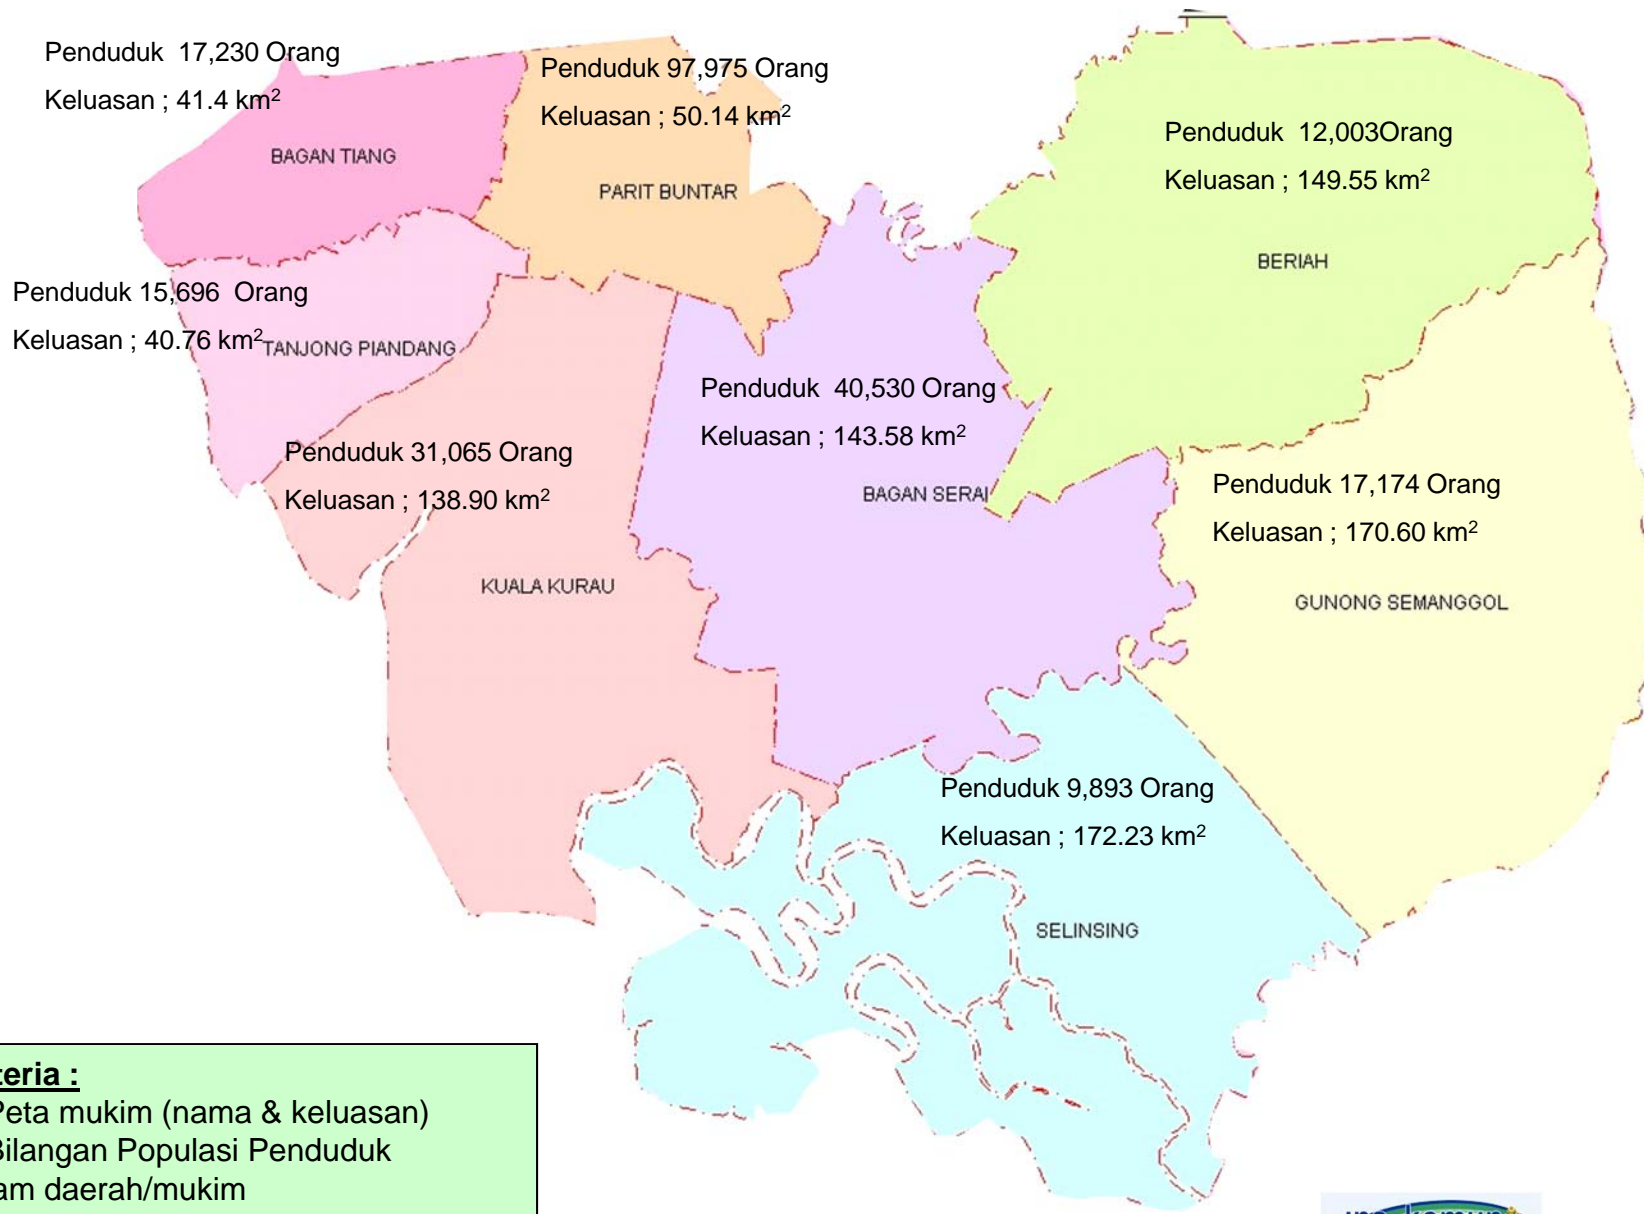 Penduduk  17,230 Orang
Keluasan ; 41.4 km²
BAGAN TIANG
Penduduk 97,975 Orang
Keluasan ; 50.14 km²
PARIT BUNTAR
Penduduk  12,003Orang
Keluasan ; 149.55 km²
BERIAH
Penduduk 15,696  Orang
Keluasan ; 40.76 km²
TANJONG PIANDANG
Penduduk  40,530 Orang
Keluasan ; 143.58 km²
BAGAN SERAI
Penduduk 31,065 Orang
Keluasan ; 138.90 km²
KUALA KURAU
Penduduk 17,174 Orang
Keluasan ; 170.60 km²
GUNONG SEMANGGOL
Penduduk 9,893 Orang
Keluasan ; 172.23 km²
SELINSING
teria :
Peta mukim (nama & keluasan)
Bilangan Populasi Penduduk
am daerah/mukim